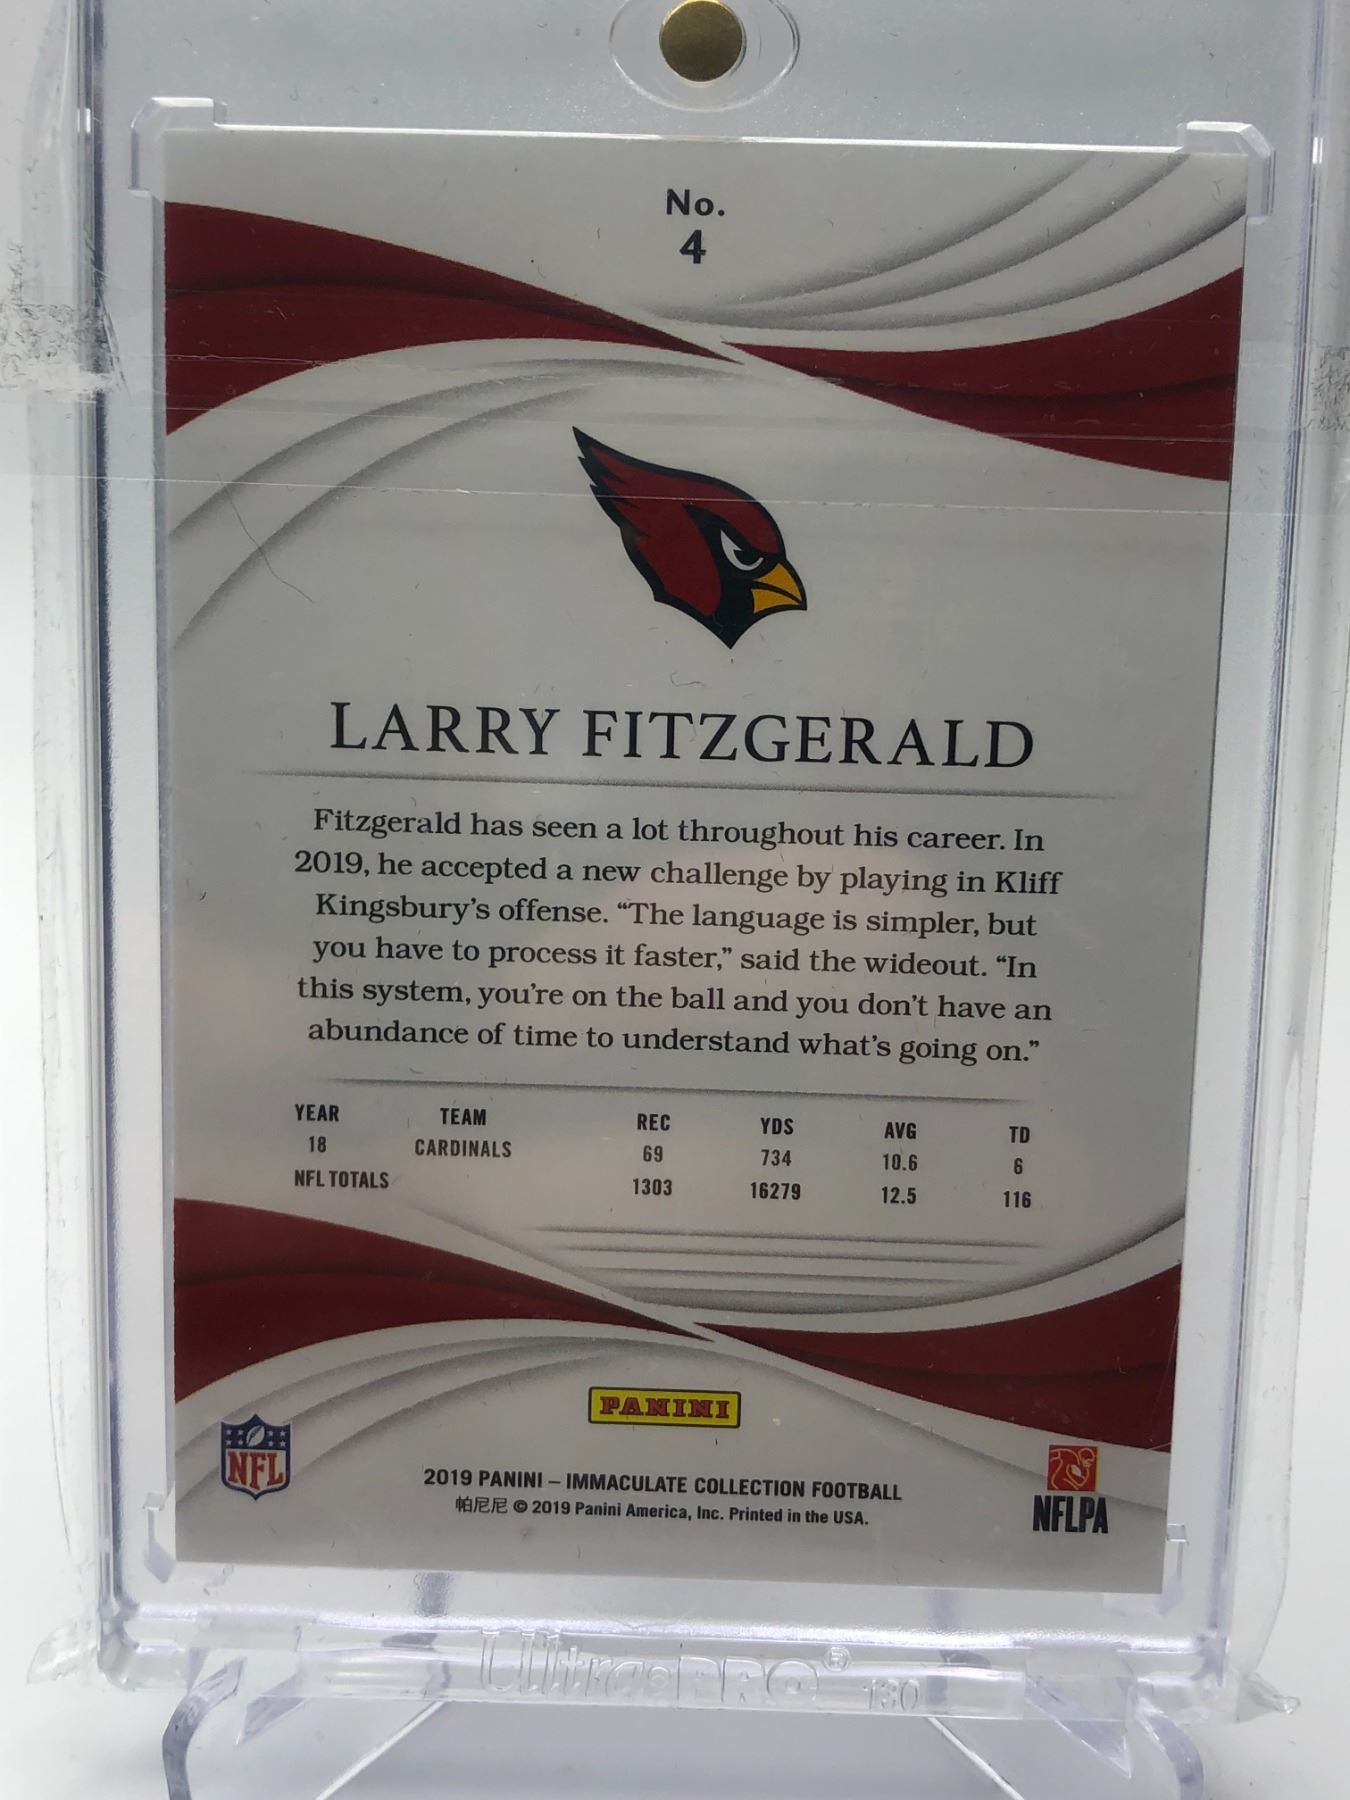 No.
4
LARRY FITZGERALD
Fitzgerald has seen a lot throughout his career. In
2019, he accepted a new challenge by playing in Kliff
Kingsbury's offense. “The language is simpler, but
you have to process it faster,” said the wideout. “In
this system, you're on the ball and you don't have an
abundance of time to understand what's going on.”
YEAR TEAM REC YDS AVG TD
18 CARDINALS 69 734 10.6 6
NFL TOTALS 1303 16279 12.5 116
PANINI
NFL
2019 PANINI – IMMACULATE COLLECTION FOOTBALL
帕尼尼 © 2019 Panini America, Inc. Printed in the USA.
NFLPA
Ultra•PRO® 130